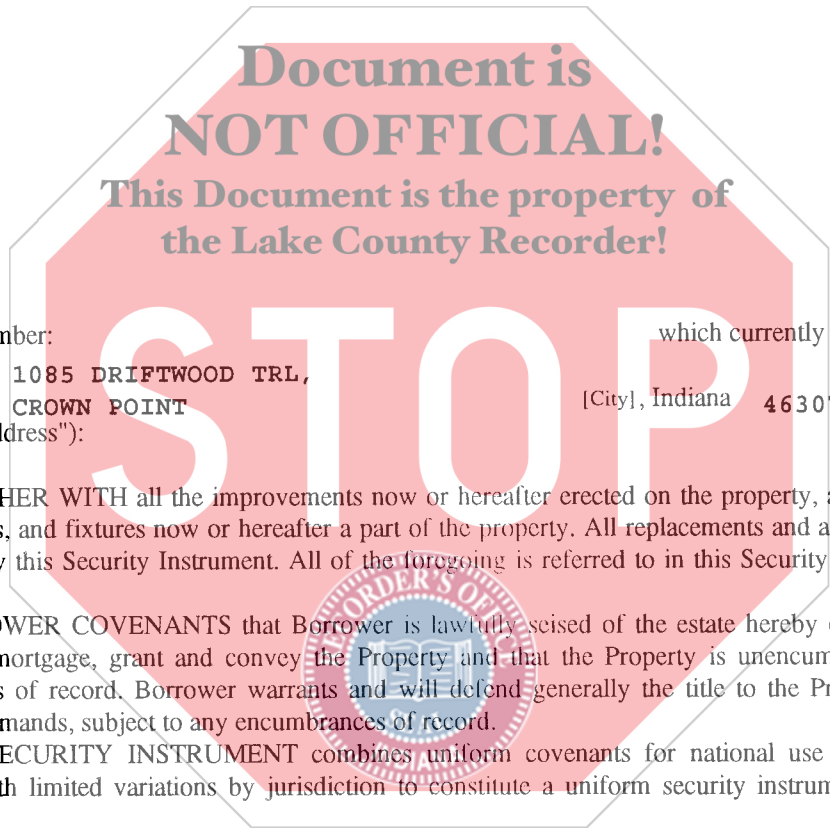 Document is
NOT OFFICIAL!
This Document is the property of
the Lake County Recorder!
STOP
mber: which currently
1085 DRIFTWOOD TRL,
CROWN POINT [City], Indiana 4630
ddress"):
HER WITH all the improvements now or hereafter erected on the property, a
s, and fixtures now or hereafter a part of the property. All replacements and a
y this Security Instrument. All of the foregoing is referred to in this Security
OWER COVENANTS that Borrower is lawfully seised of the estate hereby
mortgage, grant and convey the Property and that the Property is unencum
s of record. Borrower warrants and will defend generally the title to the Pr
mands, subject to any encumbrances of record.
ECURITY INSTRUMENT combines uniform covenants for national use
th limited variations by jurisdiction to constitute a uniform security instrum
RECORDER'S OFFICE
INDIANA